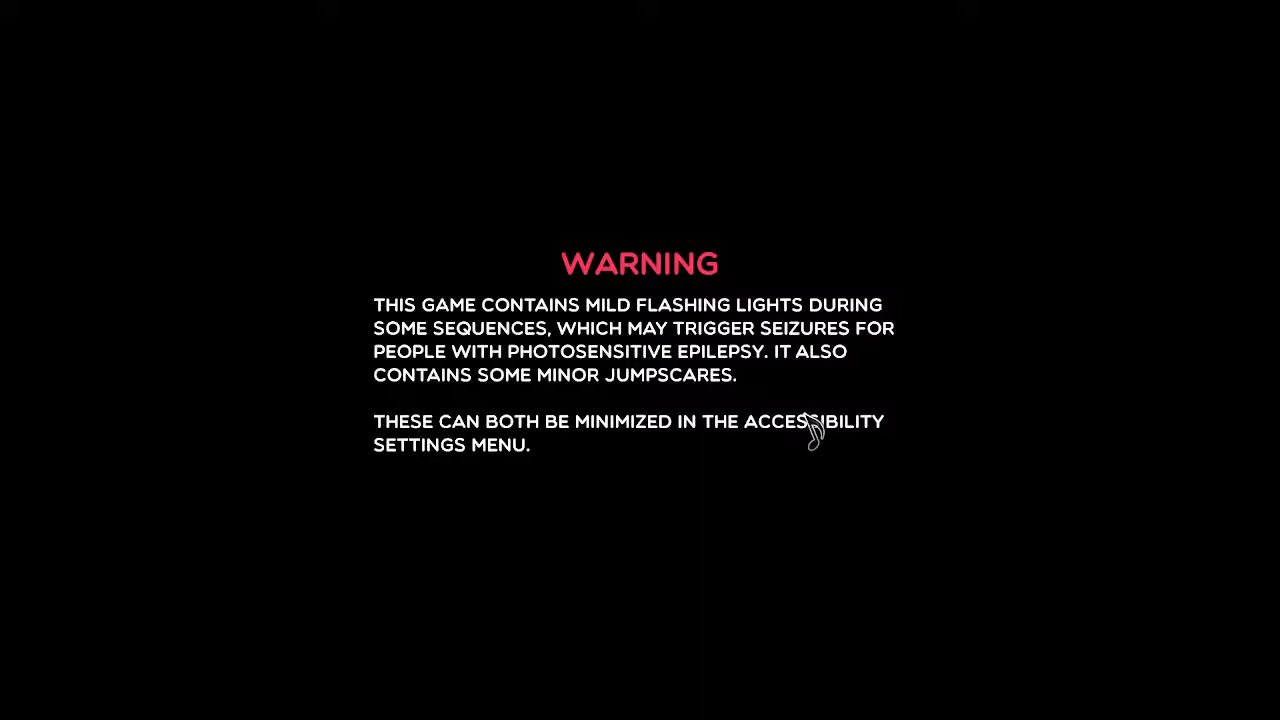 WARNING
THIS GAME CONTAINS MILD FLASHING LIGHTS DURING
SOME SEQUENCES, WHICH MAY TRIGGER SEIZURES FOR
PEOPLE WITH PHOTOSENSITIVE EPILEPSY. IT ALSO
CONTAINS SOME MINOR JUMPSCARES.
THESE CAN BOTH BE MINIMIZED IN THE ACCESSIBILITY
SETTINGS MENU.